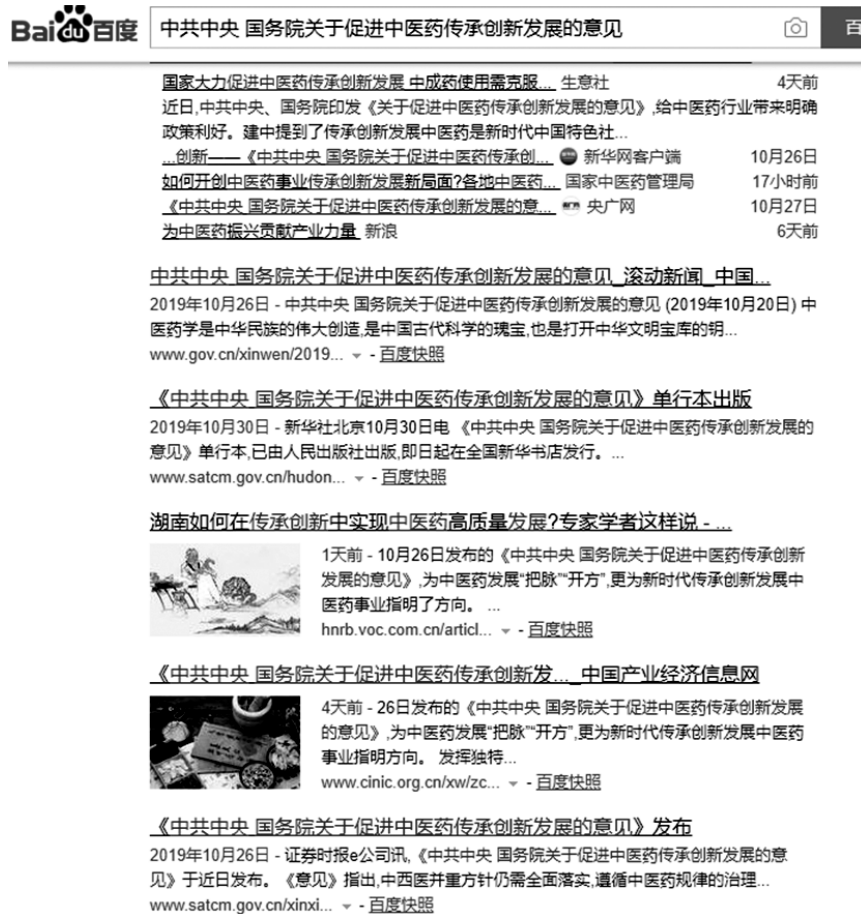 Bai du 百度 中共中央 国务院关于促进中医药传承创新发展的意见 百
国家大力促进中医药传承创新发展 中成药使用需克服... 生意社 4天前
近日,中共中央、国务院印发《关于促进中医药传承创新发展的意见》,给中医药行业带来明确
政策利好。建中提到了传承创新发展中医药是新时代中国特色社...
...创新——《中共中央 国务院关于促进中医药传承创... 新华网客户端 10月26日
如何开创中医药事业传承创新发展新局面?各地中医药... 国家中医药管理局 17小时前
《中共中央 国务院关于促进中医药传承创新发展的意... 央广网 10月27日
为中医药振兴贡献产业力量 新浪 6天前
中共中央 国务院关于促进中医药传承创新发展的意见_滚动新闻_中国...
2019年10月26日 - 中共中央 国务院关于促进中医药传承创新发展的意见 (2019年10月20日) 中
医药学是中华民族的伟大创造,是中国古代科学的瑰宝,也是打开中华文明宝库的钥...
www.gov.cn/xinwen/2019... - 百度快照
《中共中央 国务院关于促进中医药传承创新发展的意见》单行本出版
2019年10月30日 - 新华社北京10月30日电 《中共中央 国务院关于促进中医药传承创新发展的
意见》单行本,已由人民出版社出版,即日起在全国新华书店发行。...
www.satcm.gov.cn/hudon... - 百度快照
湖南如何在传承创新中实现中医药高质量发展?专家学者这样说 - ...
1天前 - 10月26日发布的《中共中央 国务院关于促进中医药传承创新
发展的意见》,为中医药发展“把脉”“开方”,更为新时代传承创新发展中
医药事业指明了方向。 ...
hnrb.voc.com.cn/articl... - 百度快照
《中共中央 国务院关于促进中医药传承创新发..._中国产业经济信息网
4天前 - 26日发布的《中共中央 国务院关于促进中医药传承创新发展
的意见》,为中医药发展“把脉”“开方”,更为新时代传承创新发展中医药
事业指明方向。 发挥独特...
www.cinic.org.cn/xw/zc... - 百度快照
《中共中央 国务院关于促进中医药传承创新发展的意见》发布
2019年10月26日 - 证券时报e公司讯,《中共中央 国务院关于促进中医药传承创新发展的意
见》于近日发布。《意见》指出,中西医并重方针仍需全面落实,遵循中医药规律的治理...
www.satcm.gov.cn/xinxi... - 百度快照